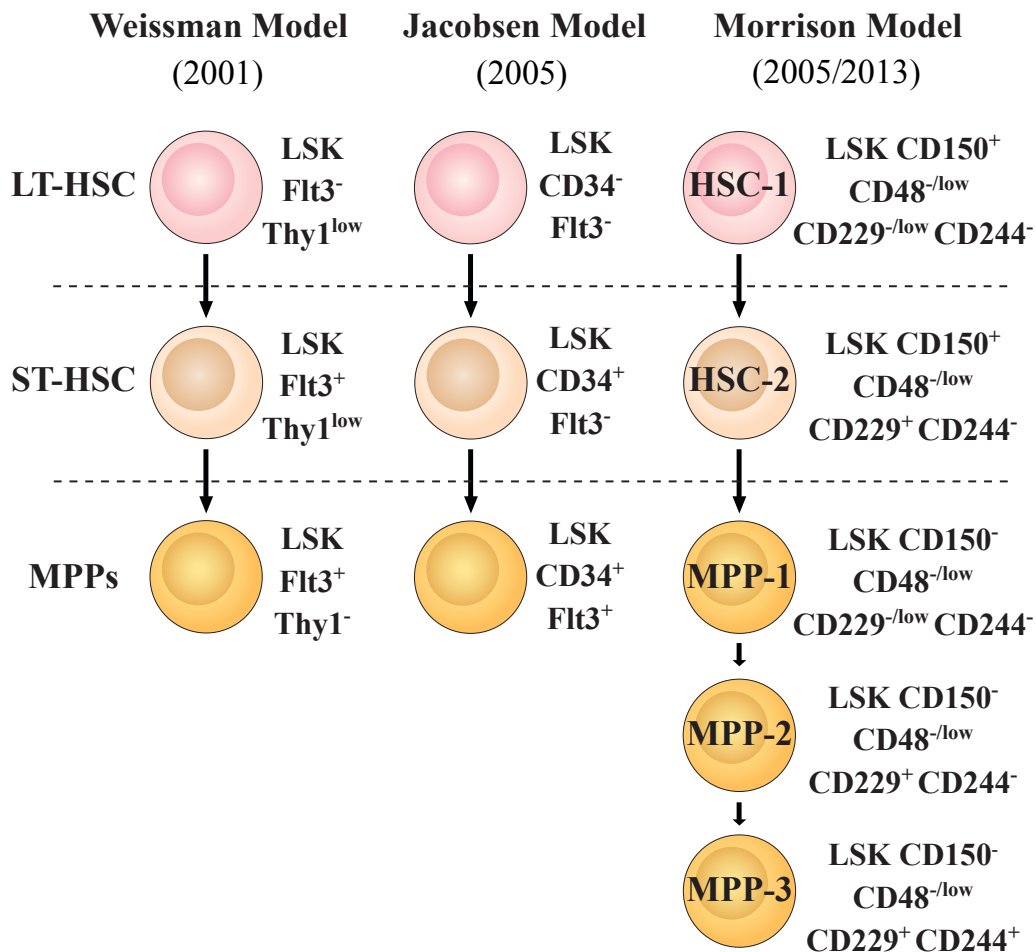 Weissman Model
(2001)
Jacobsen Model
(2005)
Morrison Model
(2005/2013)
LT-HSC
LSK
Flt3⁻
Thy1ˡᵒʷ
LSK
CD34⁻
Flt3⁻
HSC-1
LSK CD150⁺
CD48⁻/ˡᵒʷ
CD229⁻/ˡᵒʷ CD244⁻
ST-HSC
LSK
Flt3⁺
Thy1ˡᵒʷ
LSK
CD34⁺
Flt3⁻
HSC-2
LSK CD150⁺
CD48⁻/ˡᵒʷ
CD229⁺ CD244⁻
MPPs
LSK
Flt3⁺
Thy1⁻
LSK
CD34⁺
Flt3⁺
MPP-1
LSK CD150⁻
CD48⁻/ˡᵒʷ
CD229⁻/ˡᵒʷ CD244⁻
MPP-2
LSK CD150⁻
CD48⁻/ˡᵒʷ
CD229⁺ CD244⁻
MPP-3
LSK CD150⁻
CD48⁻/ˡᵒʷ
CD229⁺ CD244⁺